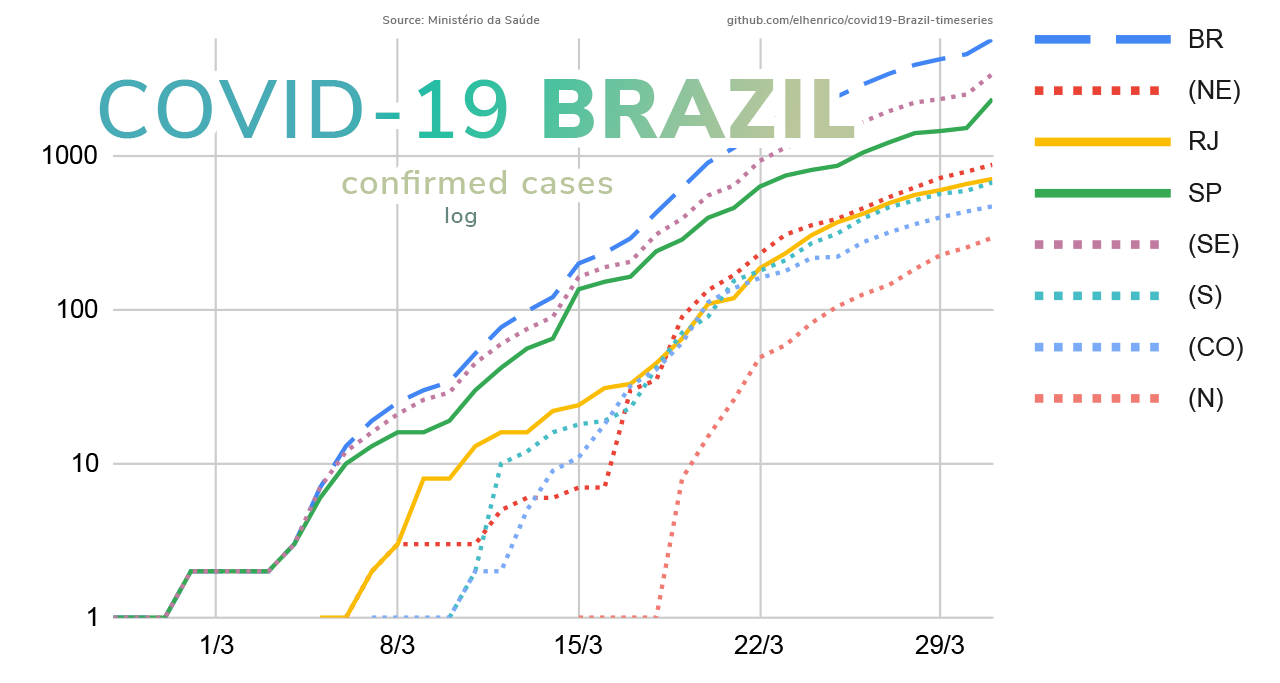 Source: Ministério da Saúde
github.com/elhenrico/covid19-Brazil-timeseries
COVID-19 BRAZIL
confirmed cases
log
1000
100
10
1
1/3
8/3
15/3
22/3
29/3
BR
(NE)
RJ
SP
(SE)
(S)
(CO)
(N)